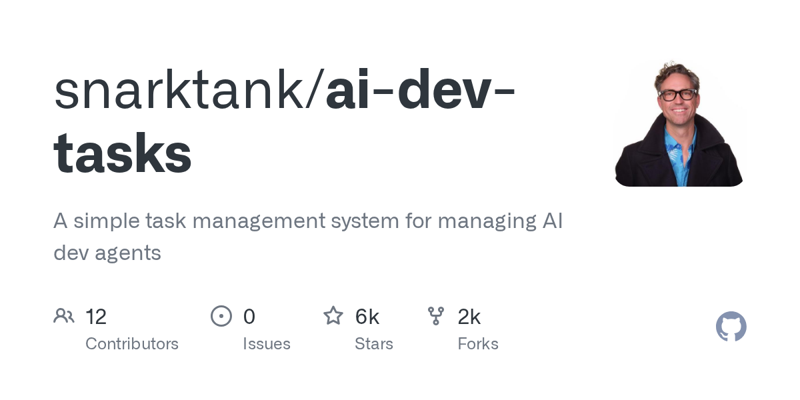 snarktank/ai-dev-
tasks
A simple task management system for managing AI
dev agents
12 0 6k 2k
Contributors Issues Stars Forks